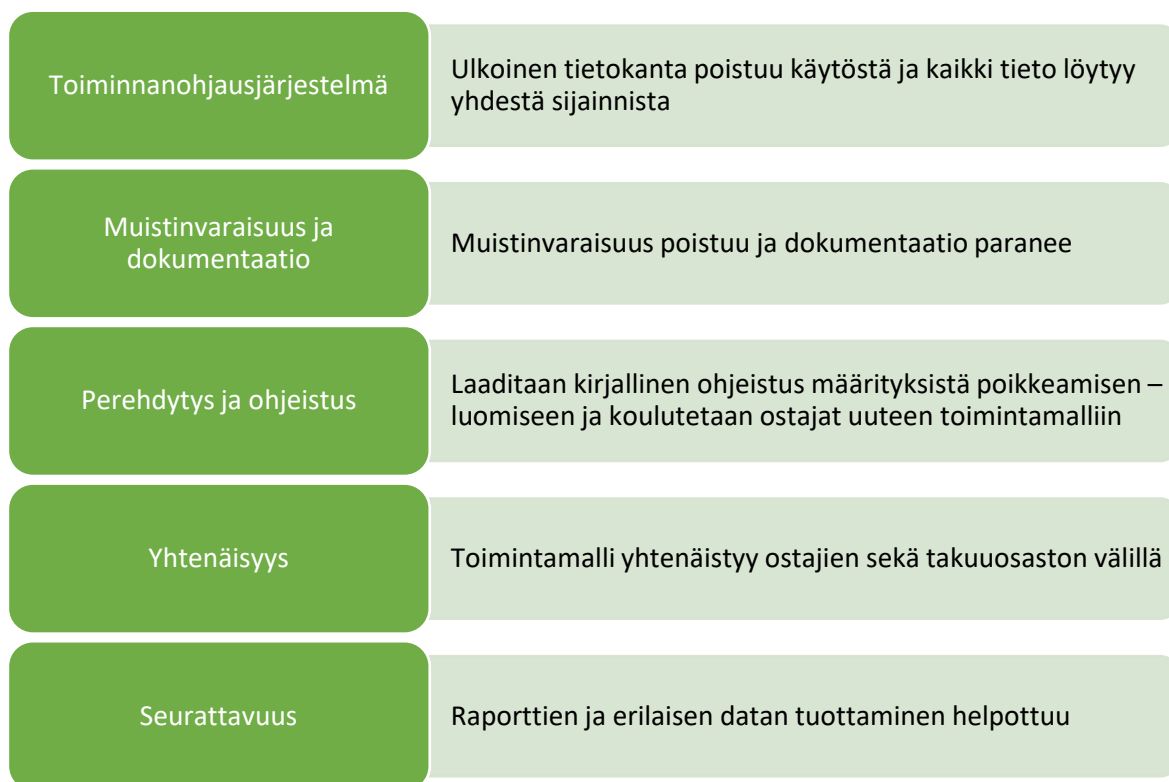 Toiminnanohjausjärjestelmä
Ulkoinen tietokanta poistuu käytöstä ja kaikki tieto löytyy
yhdestä sijainnista
Muistinvaraisuus ja
dokumentaatio
Muistinvaraisuus poistuu ja dokumentaatio paranee
Perehdytys ja ohjeistus
Laaditaan kirjallinen ohjeistus määrityksistä poikkeamisen –
luomiseen ja koulutetaan ostajat uuteen toimintamalliin
Yhtenäisyys
Toimintamalli yhtenäistyy ostajien sekä takuuosaston välillä
Seurattavuus
Raporttien ja erilaisen datan tuottaminen helpottuu